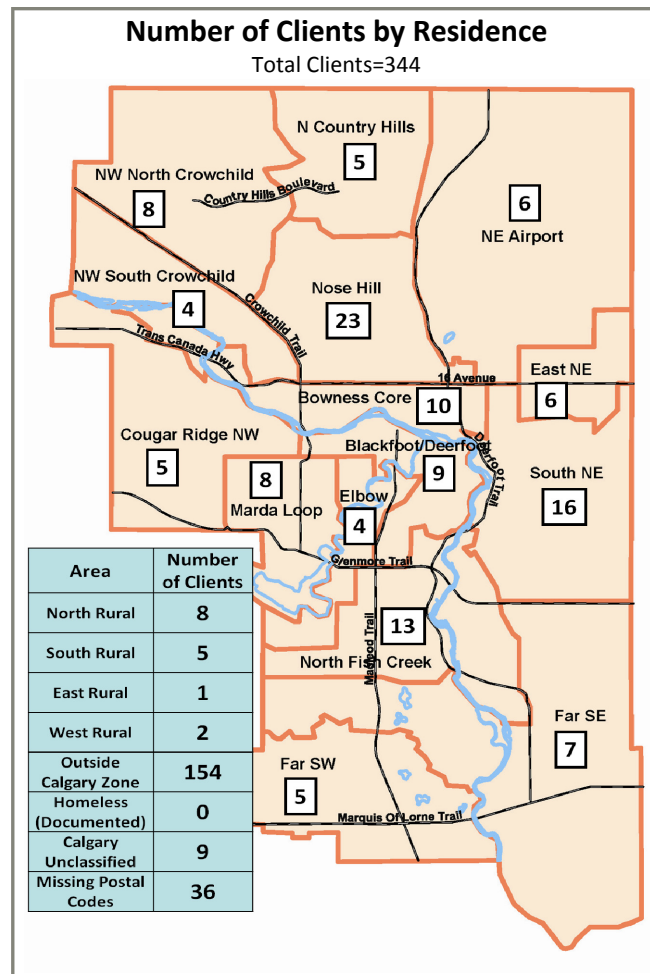 Number of Clients by Residence
Total Clients=344
N Country Hills
5
NW North Crowchild
8
Country Hills Boulevard
6
NE Airport
NW South Crowchild
4
Nose Hill
23
Crowchild Trail
Trans Canada Hwy
16 Avenue
East NE
6
Bowness Core
10
Cougar Ridge NW
5
Blackfoot/Deerfoot
9
Deerfoot Trail
8
Marda Loop
Elbow
4
South NE
16
Glenmore Trail
13
North Fish Creek
Macleod Trail
Far SE
7
Far SW
5
Marquis Of Lorne Trail
Area
Number
of Clients
North Rural
8
South Rural
5
East Rural
1
West Rural
2
Outside
Calgary Zone
154
Homeless
(Documented)
0
Calgary
Unclassified
9
Missing Postal
Codes
36